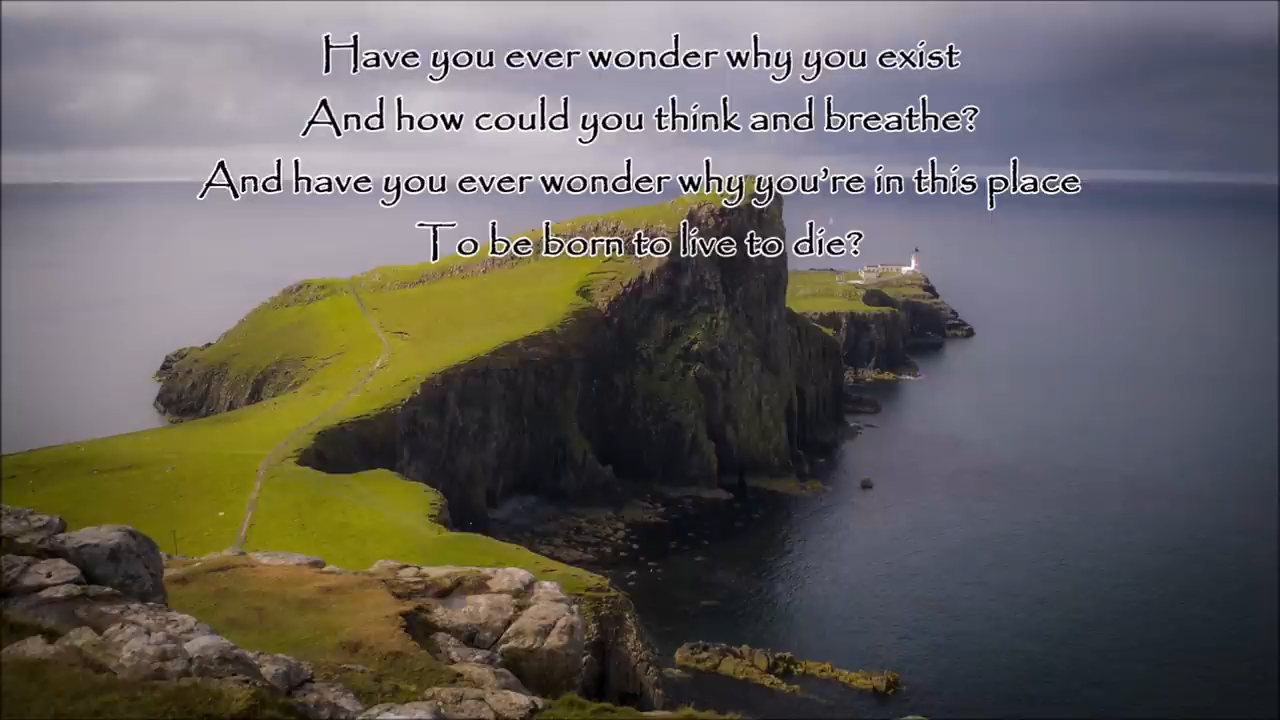 Have you ever wonder why you exist
And how could you think and breathe?
And have you ever wonder why you're in this place
To be born to live to die?